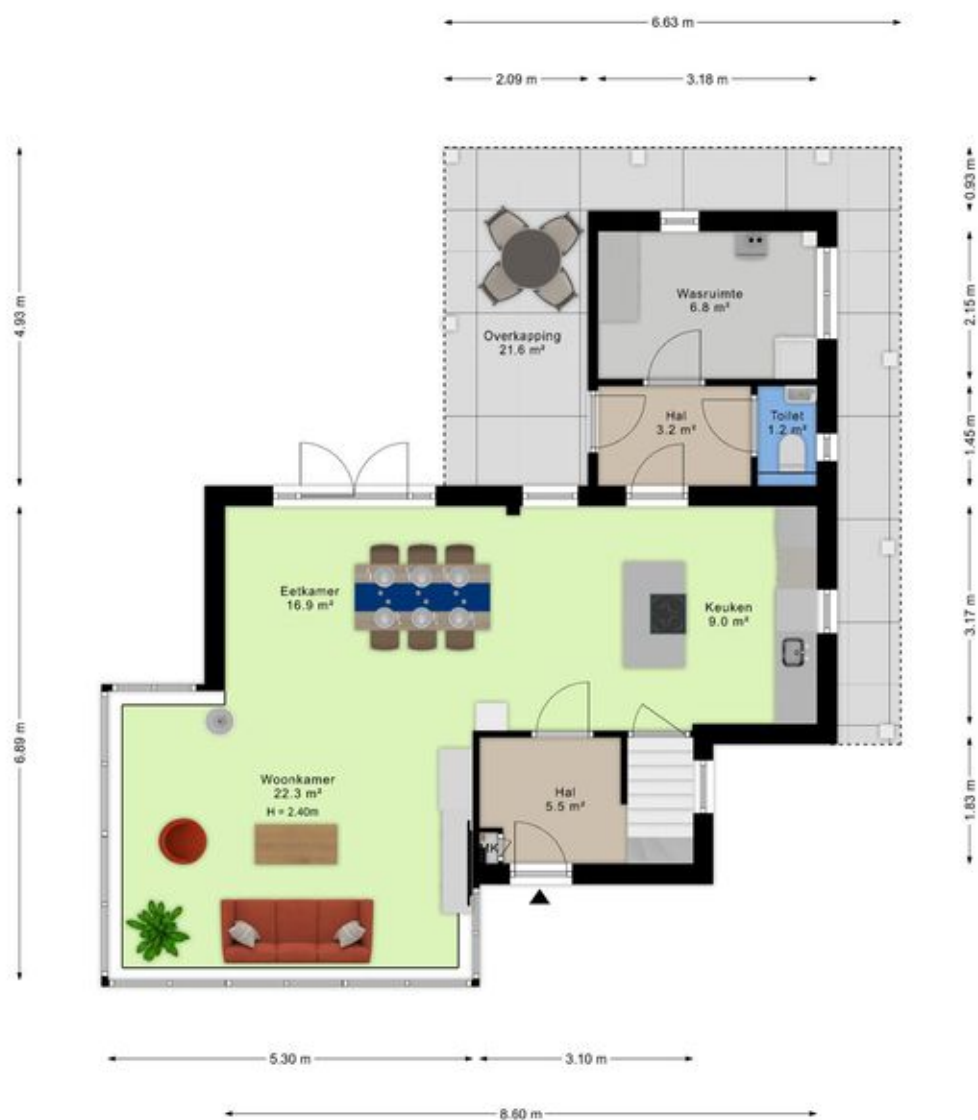 6.63 m
2.09 m
3.18 m
0.93 m
4.93 m
2.15 m
Wasruimte
6.8 m²
Overkapping
21.6 m²
1.45 m
Hal
3.2 m²
Toilet
1.2 m²
Eetkamer
16.9 m²
Keuken
9.0 m²
3.17 m
6.89 m
Woonkamer
22.3 m²
H = 2.40m
Hal
5.5 m²
1.83 m
MK
5.30 m
3.10 m
8.60 m